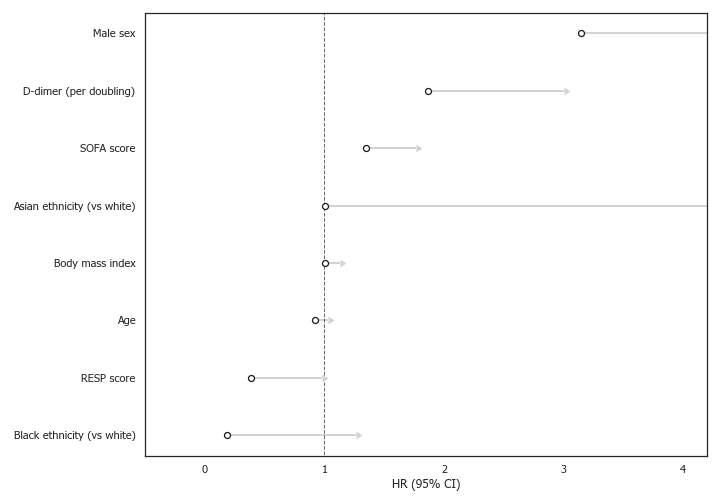 Male sex
D-dimer (per doubling)
SOFA score
Asian ethnicity (vs white)
Body mass index
Age
RESP score
Black ethnicity (vs white)
0 1 2 3 4
HR (95% CI)